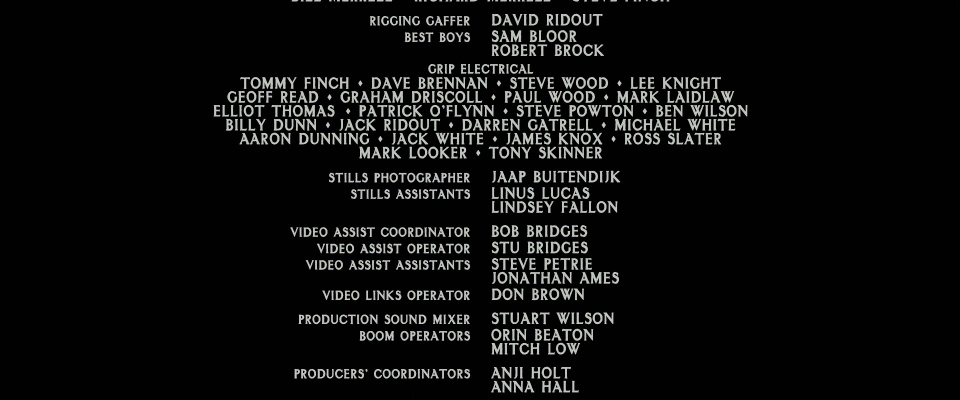 RIGGING GAFFER DAVID RIDOUT
BEST BOYS SAM BLOOR
ROBERT BROCK
GRIP ELECTRICAL
TOMMY FINCH • DAVE BRENNAN • STEVE WOOD • LEE KNIGHT
GEOFF READ • GRAHAM DRISCOLL • PAUL WOOD • MARK LAIDLAW
ELLIOT THOMAS • PATRICK O'FLYNN • STEVE POWTON • BEN WILSON
BILLY DUNN • JACK RIDOUT • DARREN GATRELL • MICHAEL WHITE
AARON DUNNING • JACK WHITE • JAMES KNOX • ROSS SLATER
MARK LOOKER • TONY SKINNER
STILLS PHOTOGRAPHER JAAP BUITENDIJK
STILLS ASSISTANTS LINUS LUCAS
LINDSEY FALLON
VIDEO ASSIST COORDINATOR BOB BRIDGES
VIDEO ASSIST OPERATOR STU BRIDGES
VIDEO ASSIST ASSISTANTS STEVE PETRIE
JONATHAN AMES
VIDEO LINKS OPERATOR DON BROWN
PRODUCTION SOUND MIXER STUART WILSON
BOOM OPERATORS ORIN BEATON
MITCH LOW
PRODUCERS' COORDINATORS ANJI HOLT
ANNA HALL